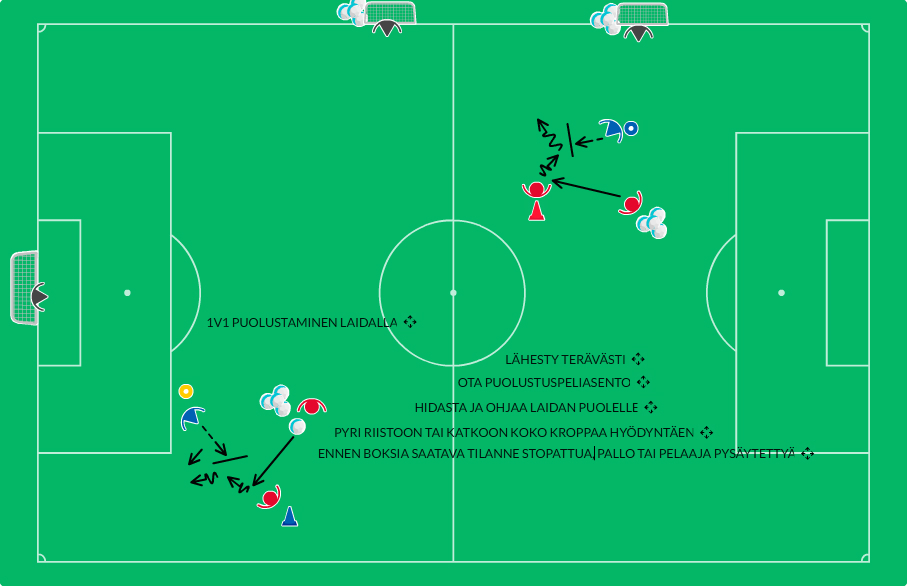 1V1 PUOLUSTAMINEN LAIDALLA
LÄHESTY TERÄVÄSTI
OTA PUOLUSTUSPELIASENTO
HIDASTA JA OHJAA LAIDAN PUOLELLE
PYRI RIISTOON TAI KATKOON KOKO KROPPAA HYÖDYNTÄEN
ENNEN BOKSIA SAATAVA TILANNE STOPATTUA PALLO TAI PELAAJA PYSÄYTETTYÄ